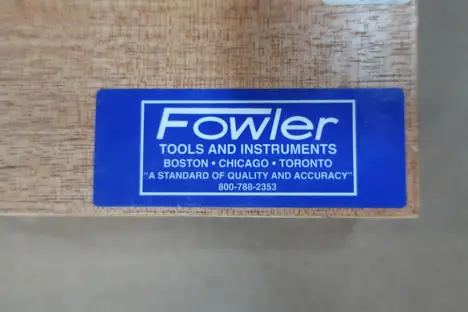 Fowler
TOOLS AND INSTRUMENTS
BOSTON • CHICAGO • TORONTO
"A STANDARD OF QUALITY AND ACCURACY"
800-788-2353